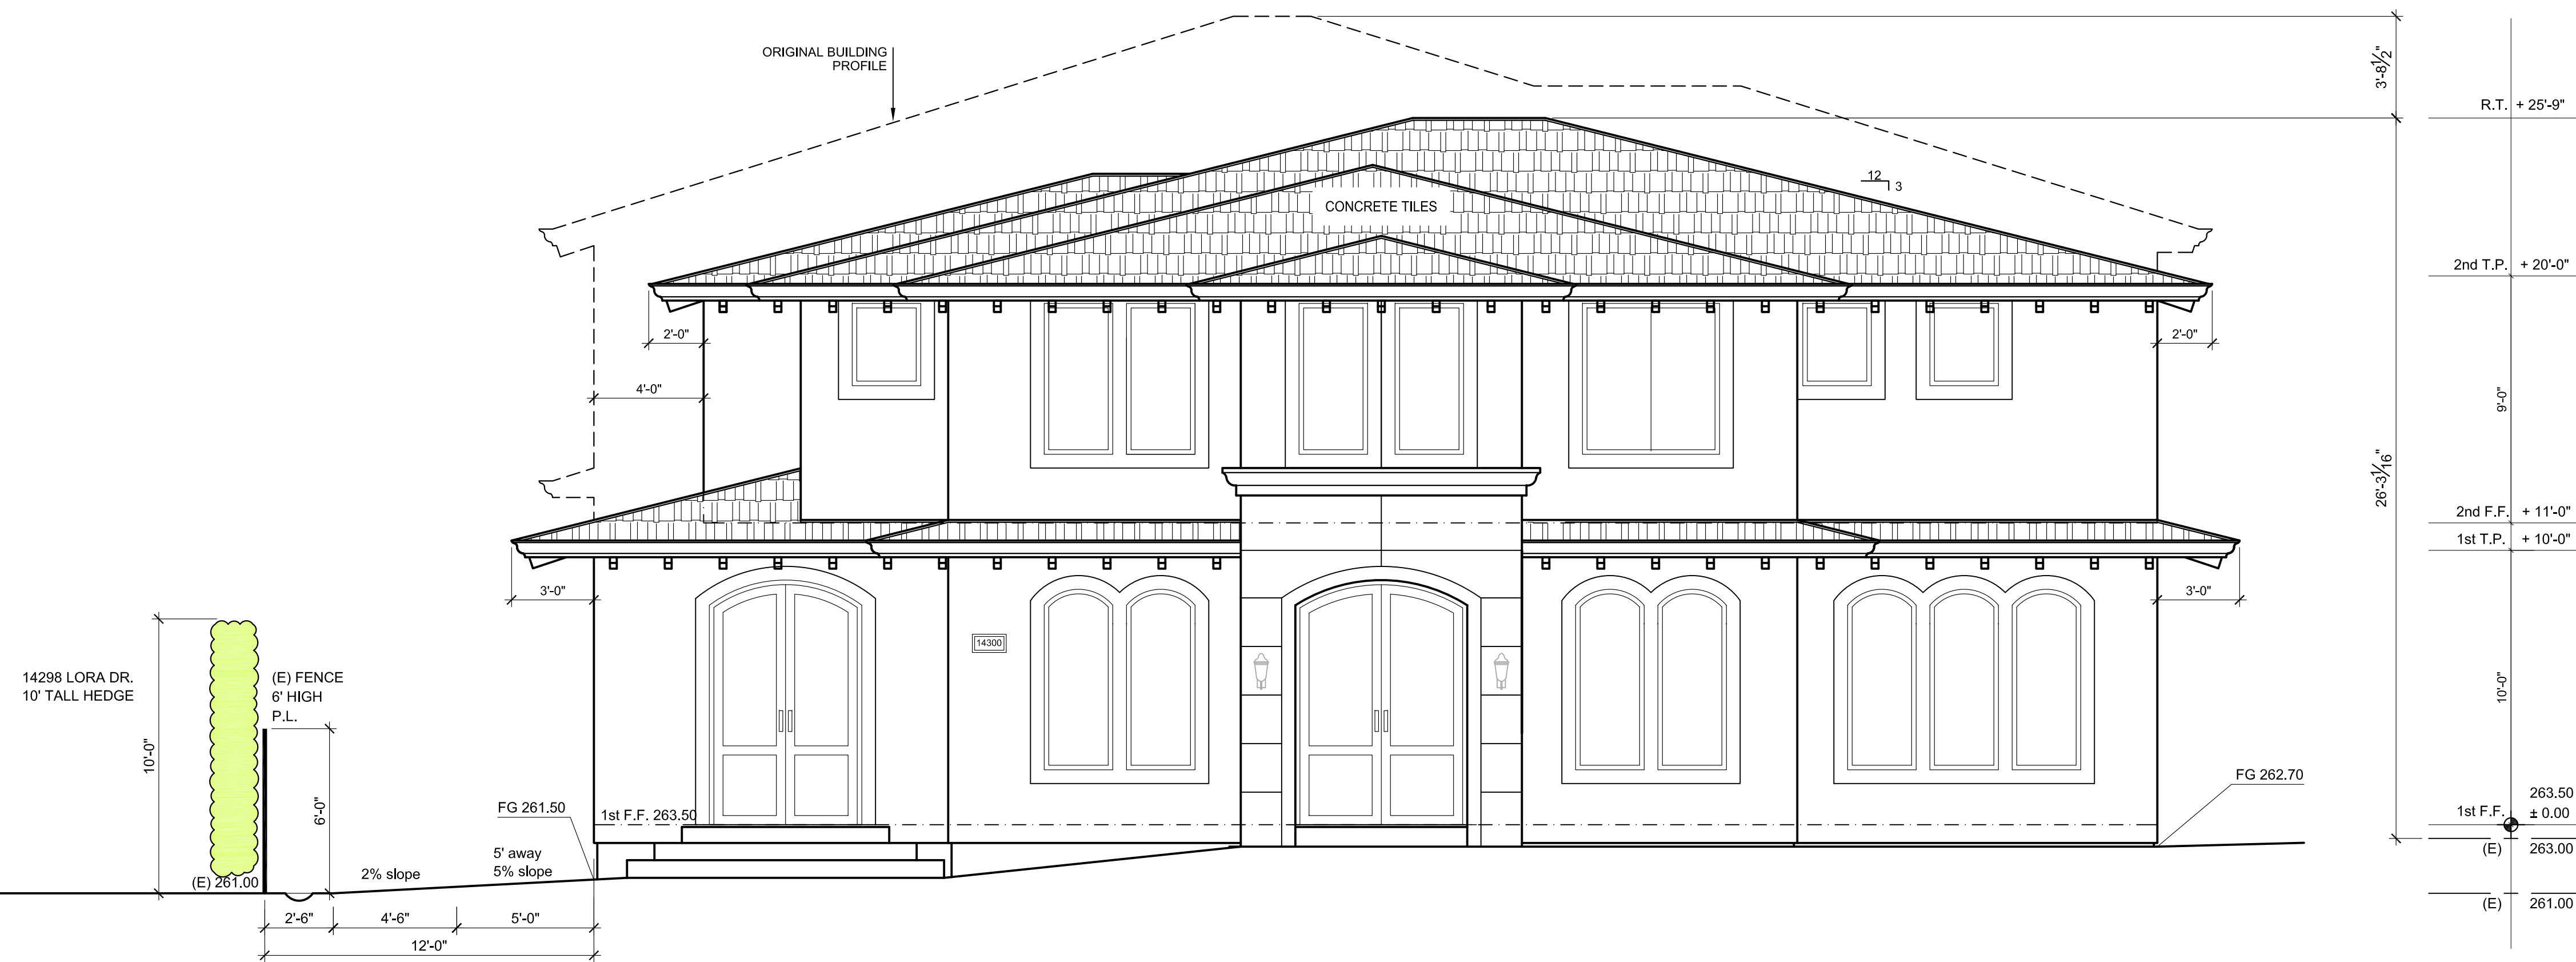 ORIGINAL BUILDING
PROFILE
3'-8½"
R.T. + 25'-9"
12
3
CONCRETE TILES
2nd T.P. + 20'-0"
2'-0"
2'-0"
4'-0"
9'-0"
26'-3⁄16"
2nd F.F. + 11'-0"
1st T.P. + 10'-0"
3'-0"
3'-0"
14300
14298 LORA DR.
10' TALL HEDGE
(E) FENCE
6' HIGH
P.L.
10'-0"
10'-0"
6'-0"
FG 262.70
FG 261.50
1st F.F. 263.50
263.50
1st F.F. ± 0.00
(E) 263.00
5' away
5% slope
2% slope
(E) 261.00
(E) 261.00
2'-6"
4'-6"
5'-0"
12'-0"